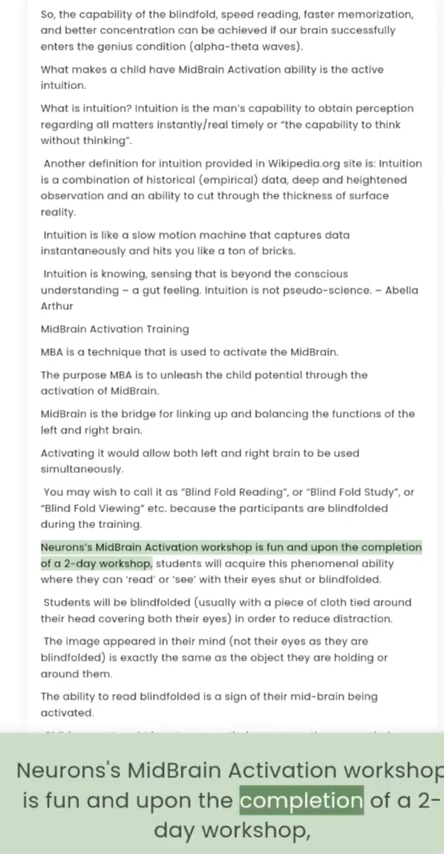 So, the capability of the blindfold, speed reading, faster memorization,
and better concentration can be achieved if our brain successfully
enters the genius condition (alpha-theta waves).
What makes a child have MidBrain Activation ability is the active
intuition.
What is intuition? Intuition is the man's capability to obtain perception
regarding all matters instantly/real timely or "the capability to think
without thinking".
Another definition for intuition provided in Wikipedia.org site is: Intuition
is a combination of historical (empirical) data, deep and heightened
observation and an ability to cut through the thickness of surface
reality.
Intuition is like a slow motion machine that captures data
instantaneously and hits you like a ton of bricks.
Intuition is knowing, sensing that is beyond the conscious
understanding – a gut feeling. Intuition is not pseudo-science. – Abella
Arthur
MidBrain Activation Training
MBA is a technique that is used to activate the MidBrain.
The purpose MBA is to unleash the child potential through the
activation of MidBrain.
MidBrain is the bridge for linking up and balancing the functions of the
left and right brain.
Activating it would allow both left and right brain to be used
simultaneously.
You may wish to call it as "Blind Fold Reading", or "Blind Fold Study", or
"Blind Fold Viewing" etc. because the participants are blindfolded
during the training.
Neurons's MidBrain Activation workshop is fun and upon the completion
of a 2-day workshop, students will acquire this phenomenal ability
where they can 'read' or 'see' with their eyes shut or blindfolded.
Students will be blindfolded (usually with a piece of cloth tied around
their head covering both their eyes) in order to reduce distraction.
The image appeared in their mind (not their eyes as they are
blindfolded) is exactly the same as the object they are holding or
around them.
The ability to read blindfolded is a sign of their mid-brain being
activated.
Neurons's MidBrain Activation workshop
is fun and upon the completion of a 2-
day workshop,